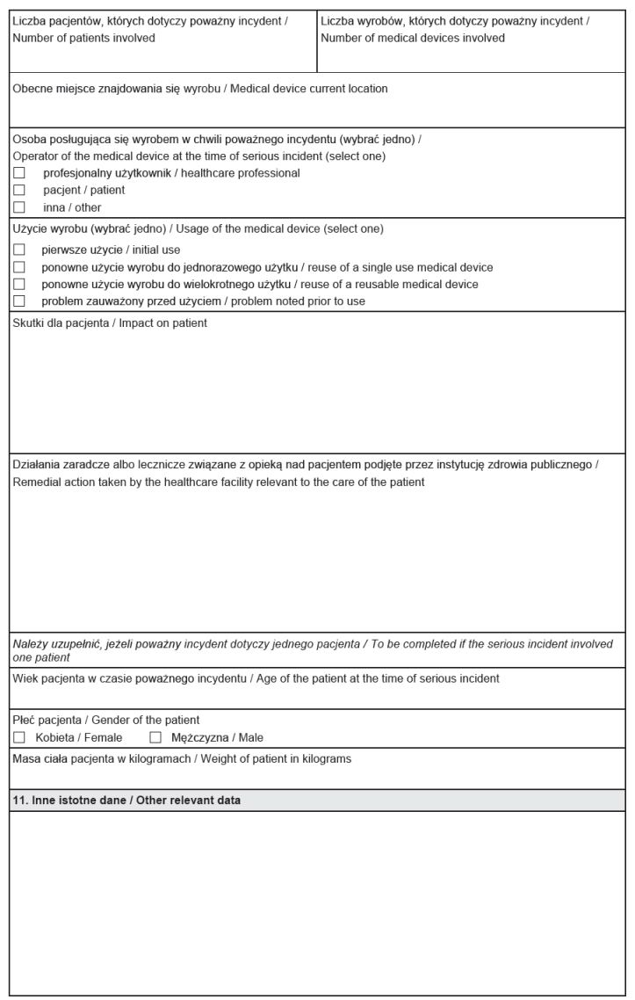 Liczba pacjentów, których dotyczy poważny incydent /
Number of patients involved
Liczba wyrobów, których dotyczy poważny incydent /
Number of medical devices involved
Obecne miejsce znajdowania się wyrobu / Medical device current location
Osoba posługująca się wyrobem w chwili poważnego incydentu (wybrać jedno) /
Operator of the medical device at the time of serious incident (select one)
profesjonalny użytkownik / healthcare professional
pacjent / patient
inna / other
Użycie wyrobu (wybrać jedno) / Usage of the medical device (select one)
pierwsze użycie / initial use
ponowne użycie wyrobu do jednorazowego użytku / reuse of a single use medical device
ponowne użycie wyrobu do wielokrotnego użytku / reuse of a reusable medical device
problem zauważony przed użyciem / problem noted prior to use
Skutki dla pacjenta / Impact on patient
Działania zaradcze albo lecznicze związane z opieką nad pacjentem podjęte przez instytucję zdrowia publicznego /
Remedial action taken by the healthcare facility relevant to the care of the patient
Należy uzupełnić, jeżeli poważny incydent dotyczy jednego pacjenta / To be completed if the serious incident involved
one patient
Wiek pacjenta w czasie poważnego incydentu / Age of the patient at the time of serious incident
Płeć pacjenta / Gender of the patient
Kobieta / Female Mężczyzna / Male
Masa ciała pacjenta w kilogramach / Weight of patient in kilograms
11. Inne istotne dane / Other relevant data